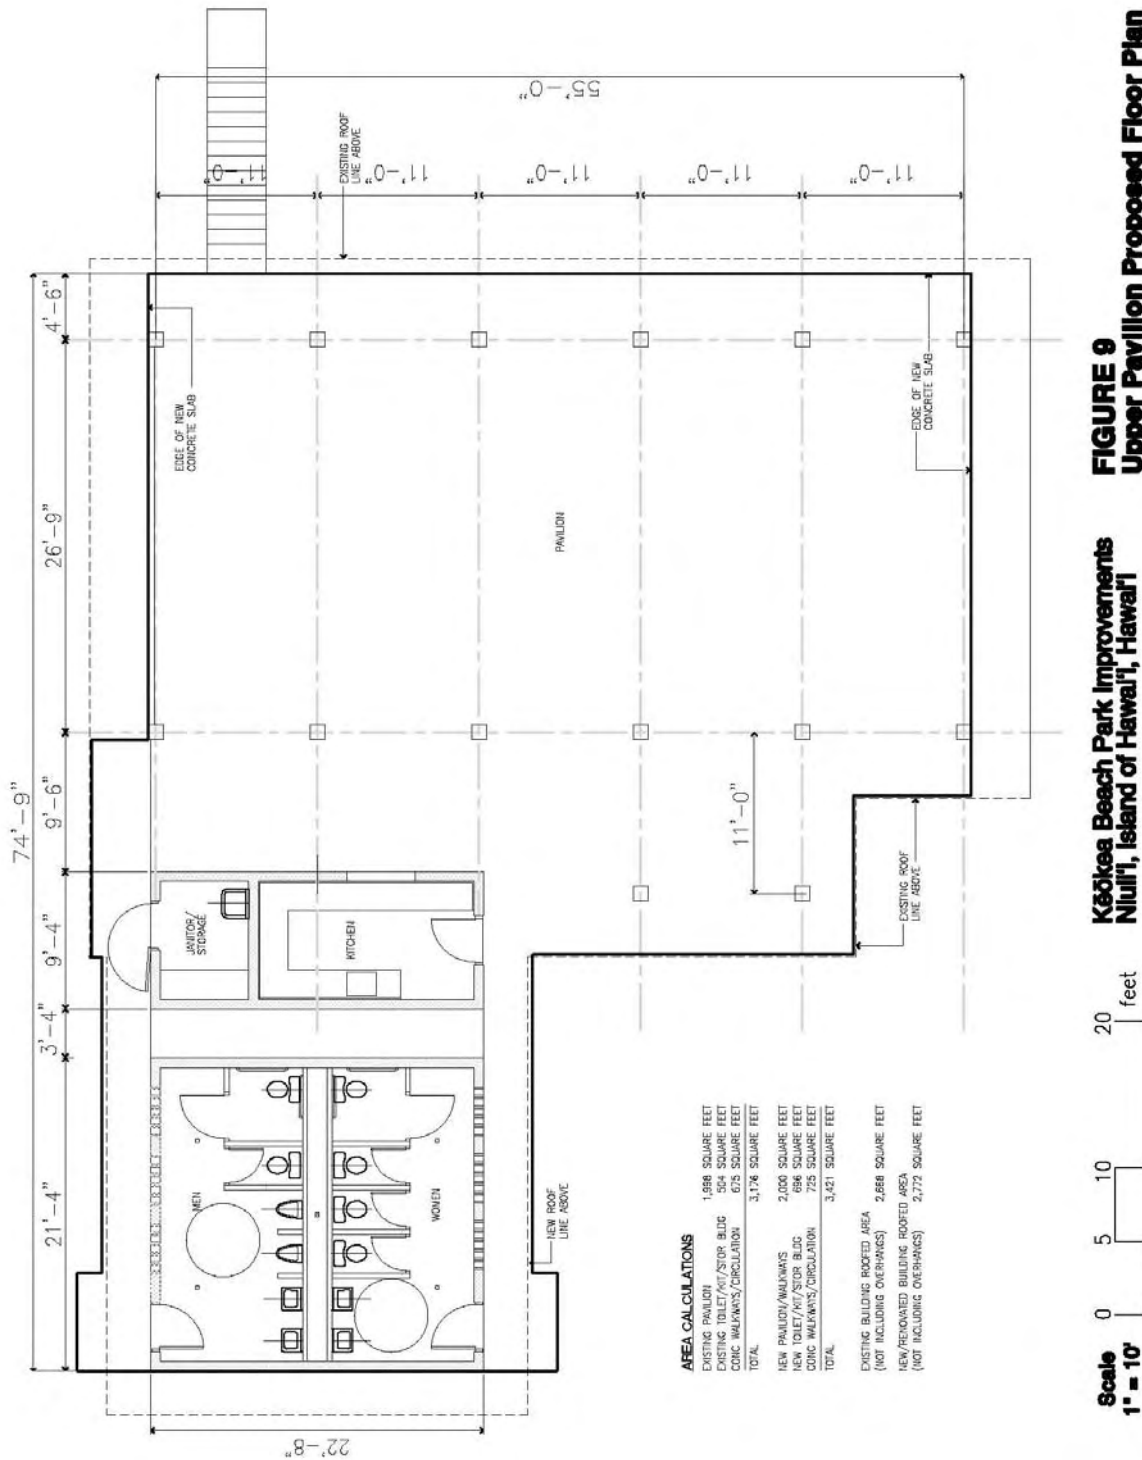 74'-9"
4'-6"
26'-9"
9'-6"
9'-4"
3'-4"
21'-4"
22'-8"
55'-0"
11'-0"
11'-0"
11'-0"
11'-0"
11'-0"
11'-0"
EXISTING ROOF
LINE ABOVE
EDGE OF NEW
CONCRETE SLAB
PAVILION
EDGE OF NEW
CONCRETE SLAB
EXISTING ROOF
LINE ABOVE
JANITOR/
STORAGE
KITCHEN
MEN
WOMEN
NEW ROOF
LINE ABOVE
AREA CALCULATIONS
EXISTING PAVILION 1,998 SQUARE FEET
EXISTING TOILET/KIT/STOR BLDG 504 SQUARE FEET
CONC WALKWAYS/CIRCULATION 675 SQUARE FEET
TOTAL 3,176 SQUARE FEET
NEW PAVILION/WALKWAYS 2,000 SQUARE FEET
NEW TOILET/KIT/STOR BLDG 696 SQUARE FEET
CONC WALKWAYS/CIRCULATION 725 SQUARE FEET
TOTAL 3,421 SQUARE FEET
EXISTING BUILDING ROOFED AREA
(NOT INCLUDING OVERHANGS) 2,668 SQUARE FEET
NEW/RENOVATED BUILDING ROOFED AREA
(NOT INCLUDING OVERHANGS) 2,772 SQUARE FEET
Scale
1" = 10'
0 5 10 20
feet
Kēōkea Beach Park Improvements
Niuli'i, Island of Hawai'i, Hawai'i
FIGURE 9
Upper Pavilion Proposed Floor Plan